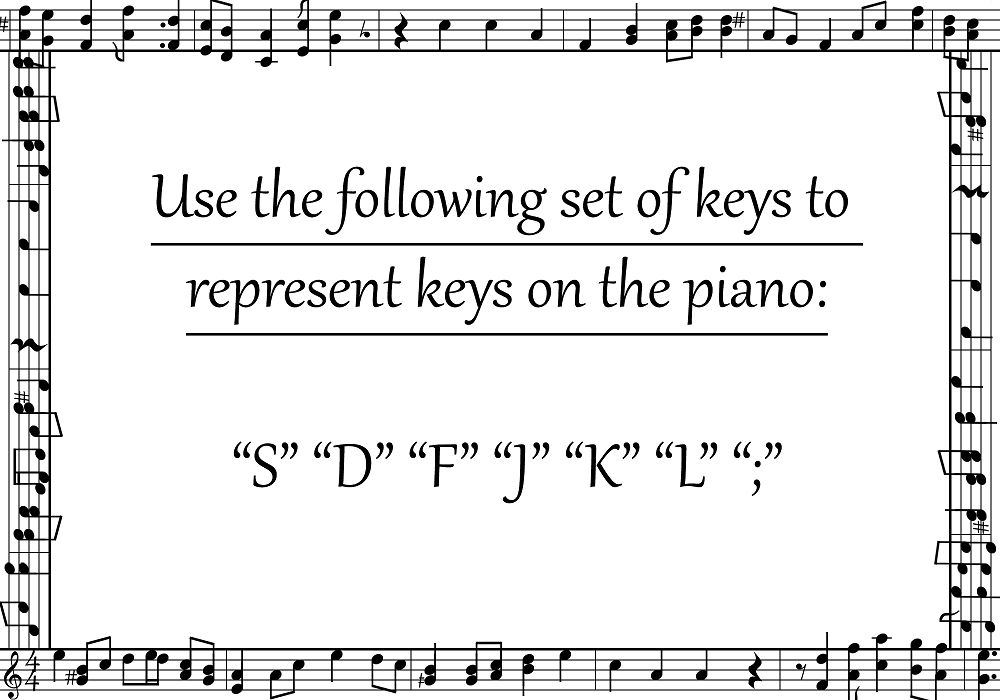 Use the following set of keys to
represent keys on the piano:
“S” “D” “F” “J” “K” “L” “;”